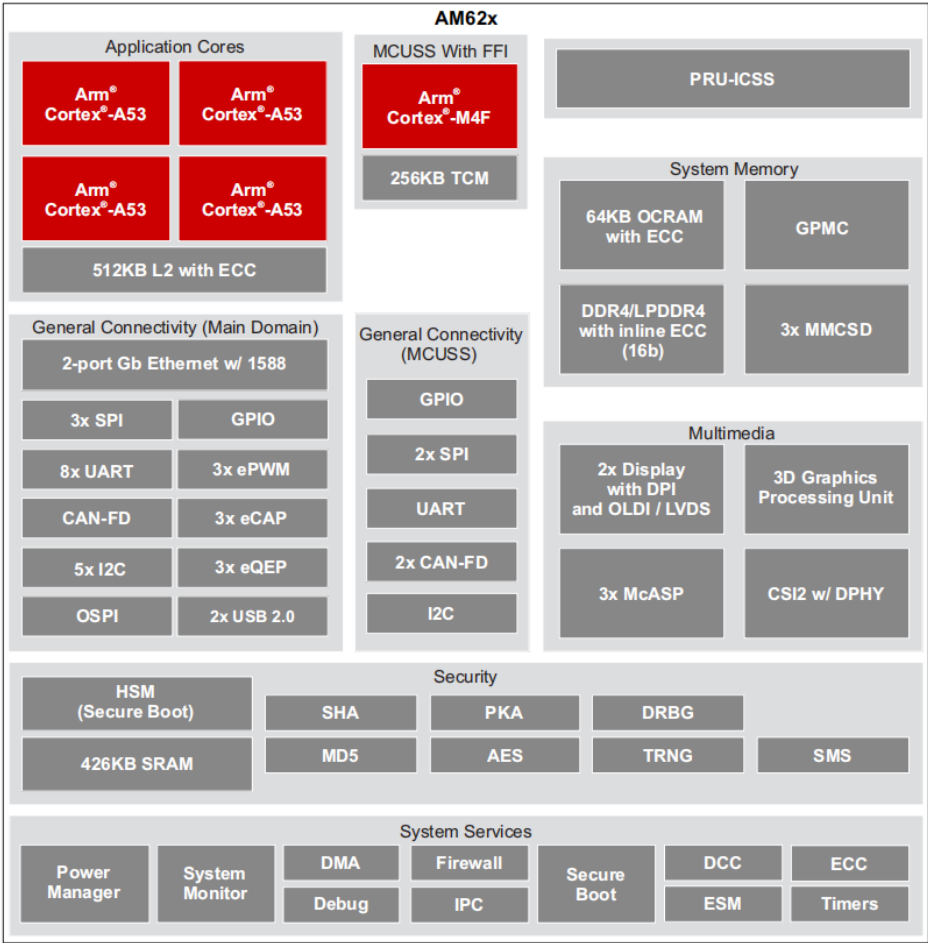 AM62x
Application Cores
Arm®
Cortex®-A53
Arm®
Cortex®-A53
Arm®
Cortex®-A53
Arm®
Cortex®-A53
512KB L2 with ECC
MCUSS With FFI
Arm®
Cortex®-M4F
256KB TCM
PRU-ICSS
System Memory
64KB OCRAM
with ECC
GPMC
DDR4/LPDDR4
with inline ECC
(16b)
3x MMCSD
General Connectivity (Main Domain)
2-port Gb Ethernet w/ 1588
3x SPI
GPIO
8x UART
3x ePWM
CAN-FD
3x eCAP
5x I2C
3x eQEP
OSPI
2x USB 2.0
General Connectivity
(MCUSS)
GPIO
2x SPI
UART
2x CAN-FD
I2C
Multimedia
2x Display
with DPI
and OLDI / LVDS
3D Graphics
Processing Unit
3x McASP
CSI2 w/ DPHY
Security
HSM
(Secure Boot)
SHA
PKA
DRBG
426KB SRAM
MD5
AES
TRNG
SMS
System Services
Power
Manager
System
Monitor
DMA
Firewall
Debug
IPC
Secure
Boot
DCC
ECC
ESM
Timers